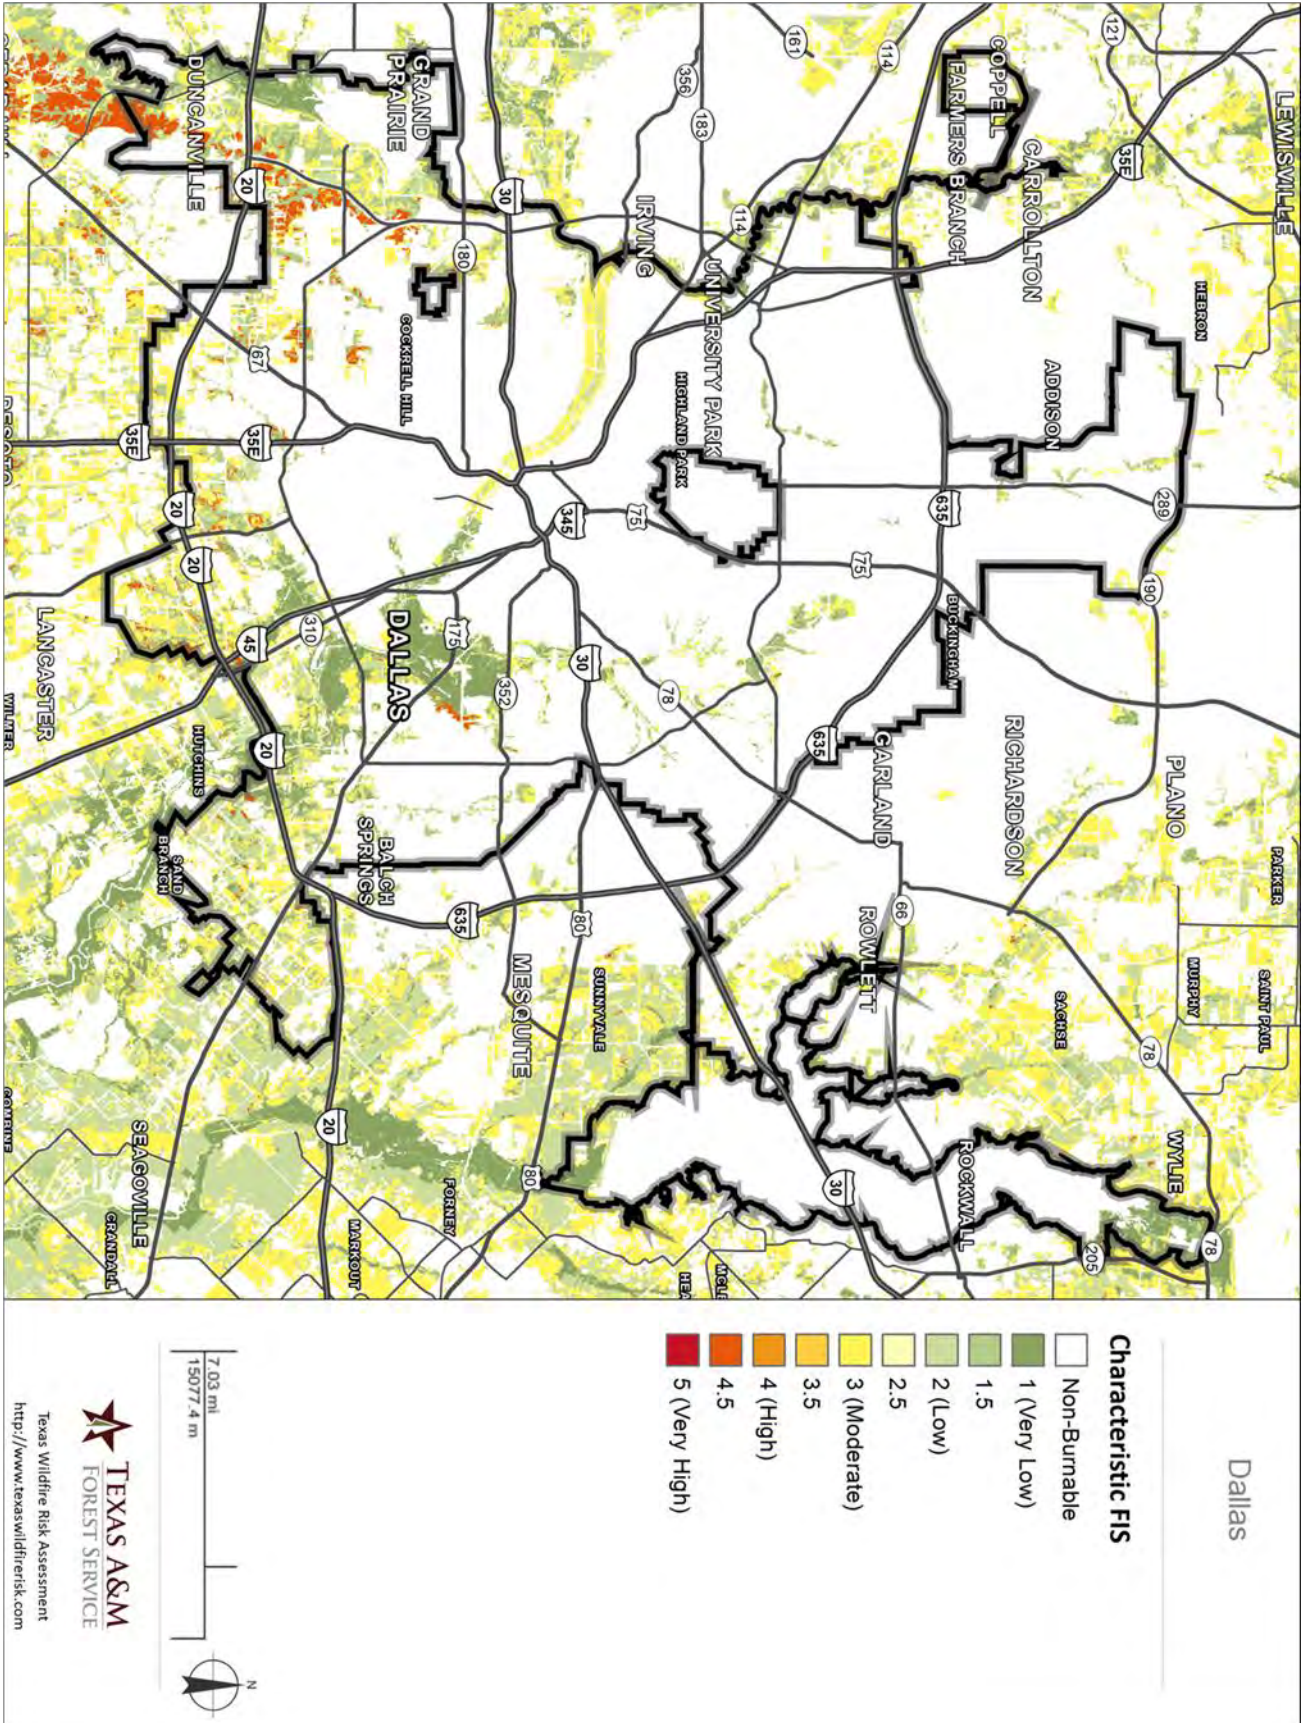 LEWISVILLE
PARKER
SAINT PAUL
HEBRON
PLANO
MURPHY
WYLIE
78
121
289
190
78
35E
205
COPPELL
CARROLLTON
ADDISON
RICHARDSON
SACHSE
FARMERS BRANCH
635
BUCKINGHAM
ROCKWALL
114
75
GARLAND
66
ROWLETT
161
635
30
114
UNIVERSITY PARK
183
356
HIGHLAND PARK
75
78
IRVING
345
30
80
SUNNYVALE
30
352
MESQUITE
80
180
175
635
FORNEY
GRAND
PRAIRIE
COCKRELL HILL
DALLAS
BALCH
SPRINGS
MARKOUT
67
310
20
20
35E
45
20
DUNCANVILLE
20
20
HUTCHINS
SAND
BRANCH
35E
SEAGOVILLE
CRANDALL
LANCASTER
WILMER
Dallas
Characteristic FIS
Non-Burnable
1 (Very Low)
1.5
2 (Low)
2.5
3 (Moderate)
3.5
4 (High)
4.5
5 (Very High)
7.03 mi
15077.4 m
N
TEXAS A&M
FOREST SERVICE
Texas Wildfire Risk Assessment
http://www.texaswildfirerisk.com